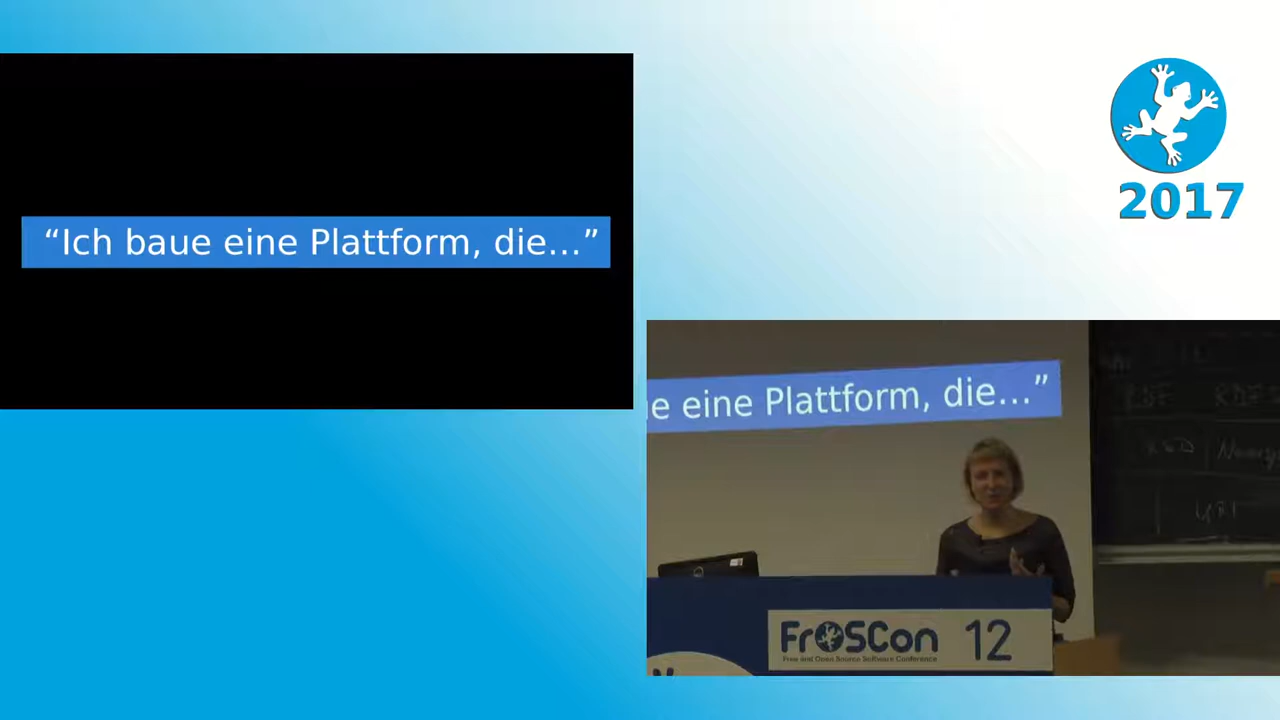 “Ich baue eine Plattform, die...”
2017
eine Plattform, die...”
FrOSCon 12
Free and Open Source Software Conference